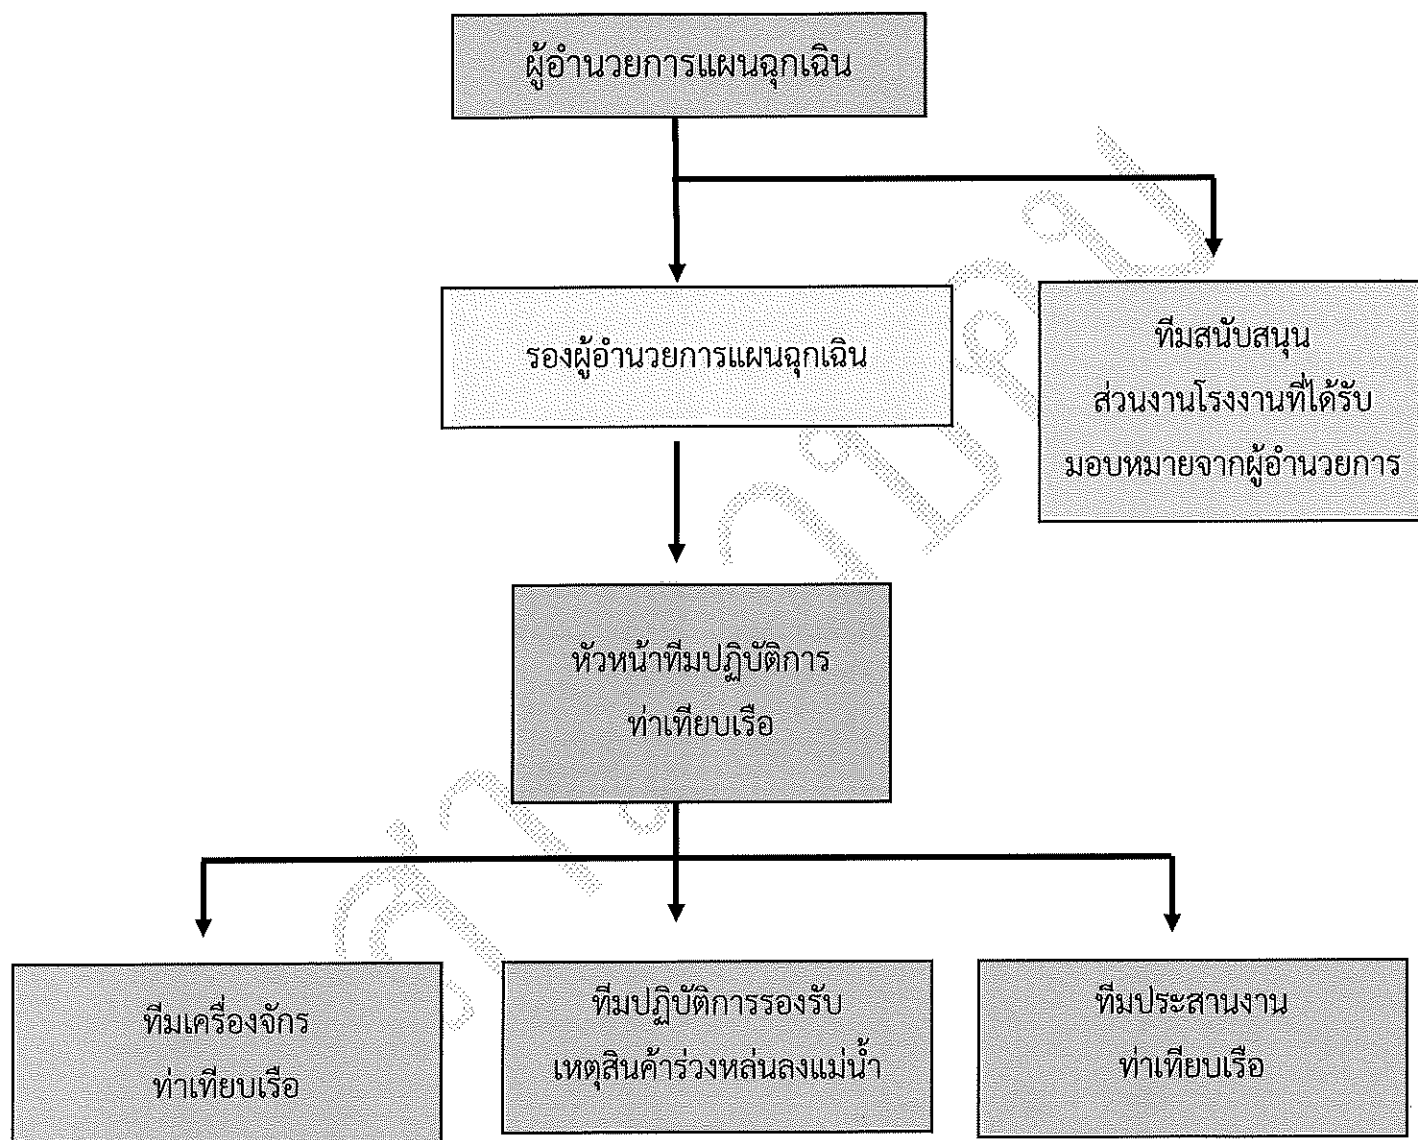 ผู้อำนวยการแผนฉุกเฉิน
รองผู้อำนวยการแผนฉุกเฉิน
ทีมสนับสนุน
ส่วนงานโรงงานที่ได้รับ
มอบหมายจากผู้อำนวยการ
หัวหน้าทีมปฏิบัติการ
ท่าเทียบเรือ
ทีมเครื่องจักร
ท่าเทียบเรือ
ทีมปฏิบัติการรองรับ
เหตุสินค้าร่วงหล่นลงแม่น้ำ
ทีมประสานงาน
ท่าเทียบเรือ